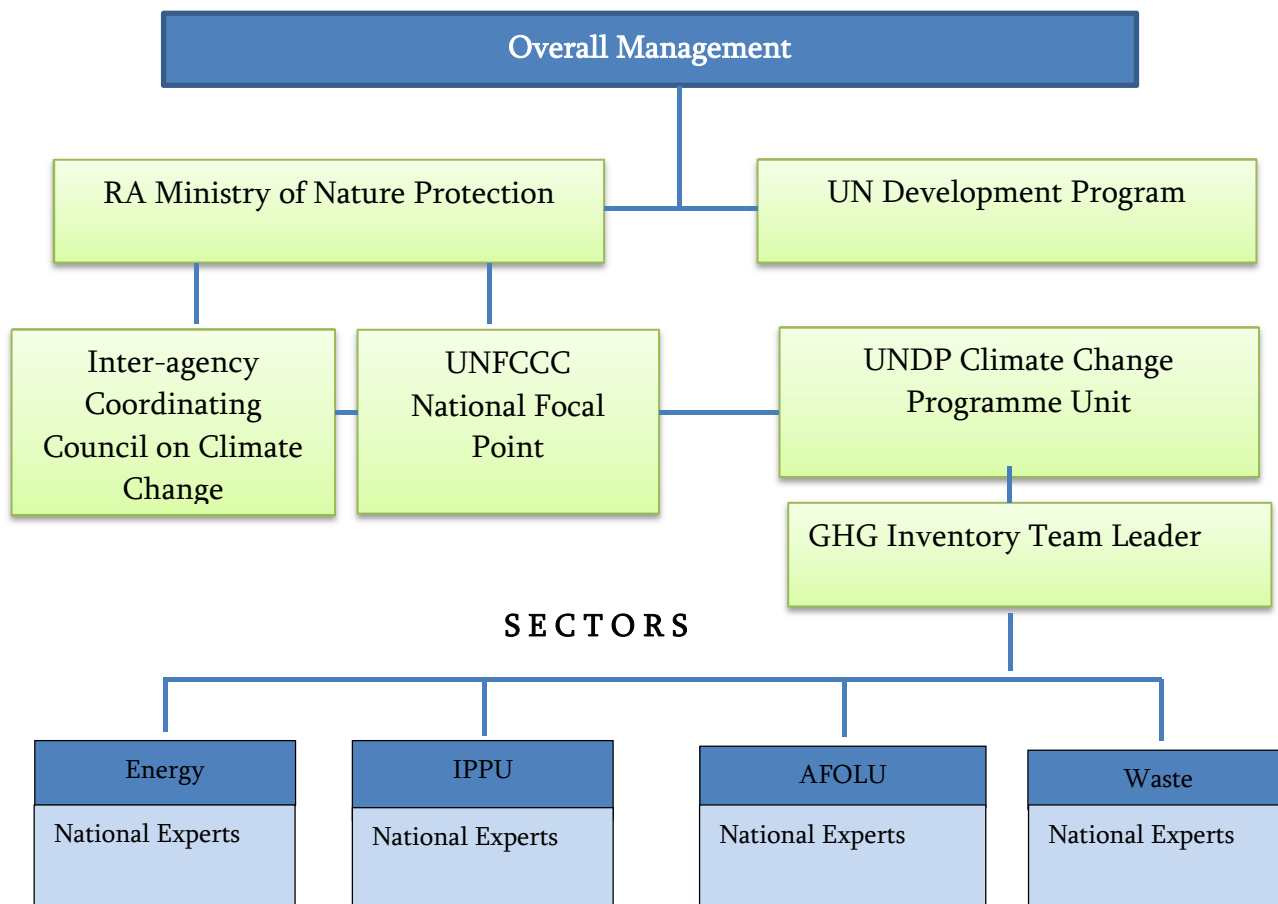 Overall Management
RA Ministry of Nature Protection
UN Development Program
Inter-agency
Coordinating
Council on Climate
Change
UNFCCC
National Focal
Point
UNDP Climate Change
Programme Unit
GHG Inventory Team Leader
SECTORS
Energy
National Experts
IPPU
National Experts
AFOLU
National Experts
Waste
National Experts